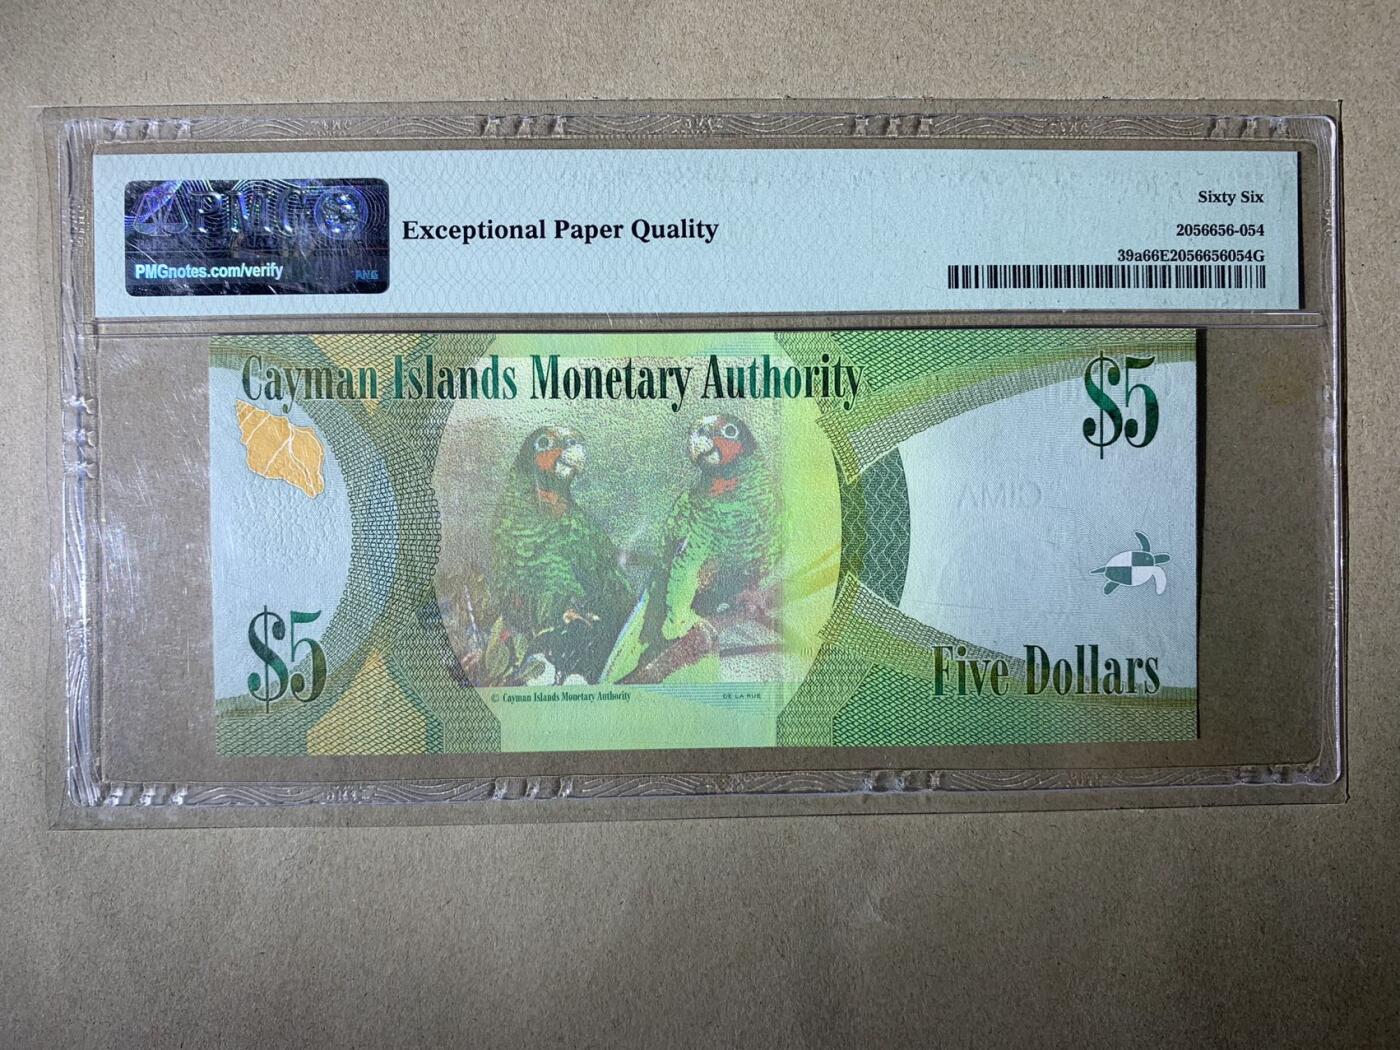 PMG
PMGnotes.com/verify
Exceptional Paper Quality
Sixty Six
2056656-054
39a66E2056656054G
Cayman Islands Monetary Authority
$5
CIMA
$5
Five Dollars
© Cayman Islands Monetary Authority
DE LA RUE